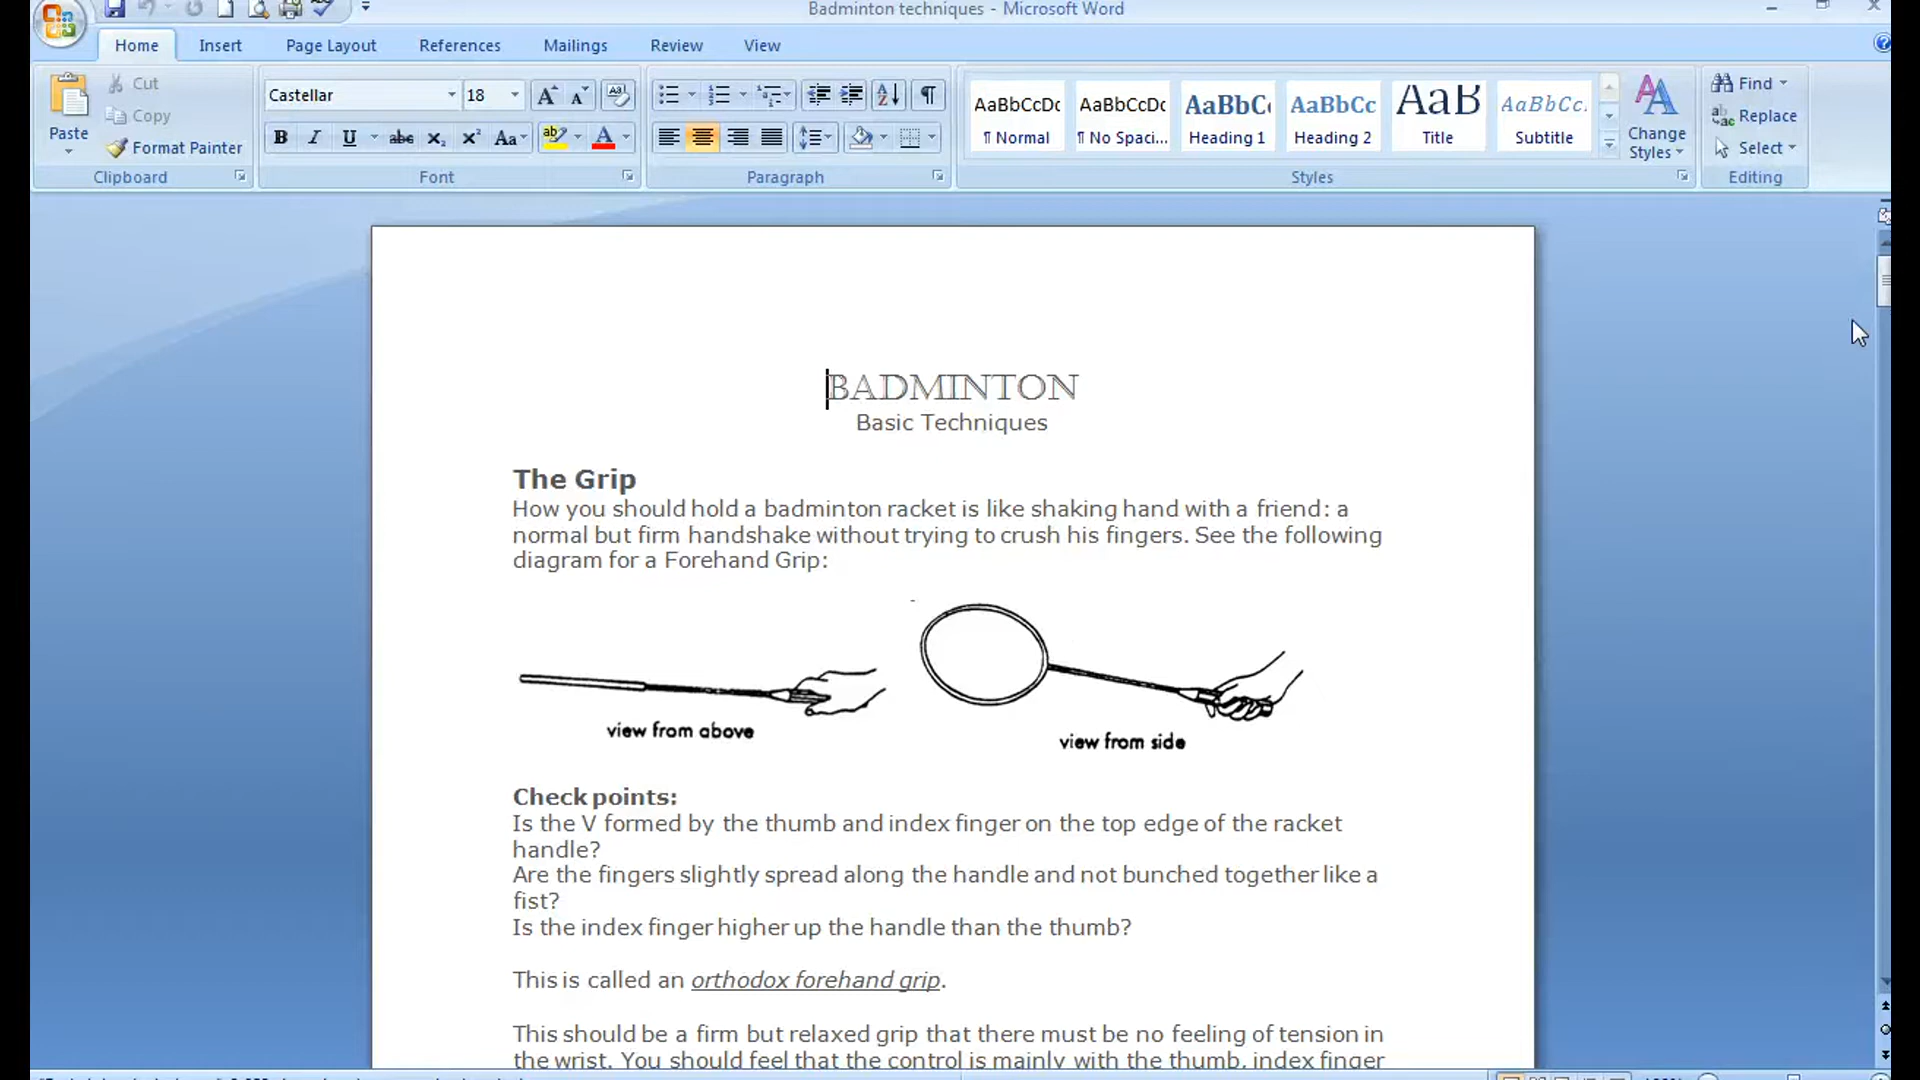 Badminton techniques - Microsoft Word
Home Insert Page Layout References Mailings Review View
Paste
Cut
Copy
Format Painter
Clipboard
Castellar 18
B I U abc X₂ X² Aa
Font
Paragraph
AaBbCcDc AaBbCcDc AaBbC AaBbCc AaB AaBbCc.
¶ Normal ¶ No Spaci... Heading 1 Heading 2 Title Subtitle
Change
Styles
Styles
Find
Replace
Select
Editing
BADMINTON
Basic Techniques
The Grip
How you should hold a badminton racket is like shaking hand with a friend: a
normal but firm handshake without trying to crush his fingers. See the following
diagram for a Forehand Grip:
view from above
view from side
Check points:
Is the V formed by the thumb and index finger on the top edge of the racket
handle?
Are the fingers slightly spread along the handle and not bunched together like a
fist?
Is the index finger higher up the handle than the thumb?
This is called an orthodox forehand grip.
This should be a firm but relaxed grip that there must be no feeling of tension in
the wrist. You should feel that the control is mainly with the thumb, index finger